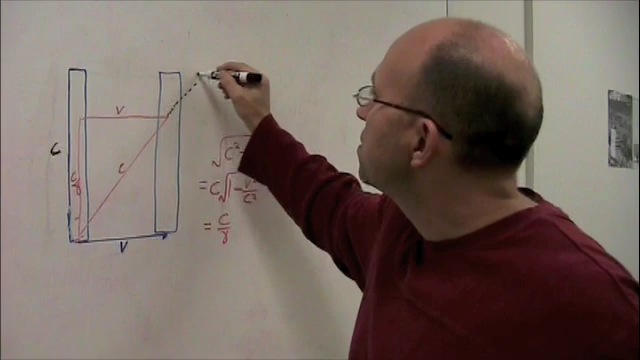 V
C
C
C/γ
V
√C²-
= C√1-V²/C²
= C/γ